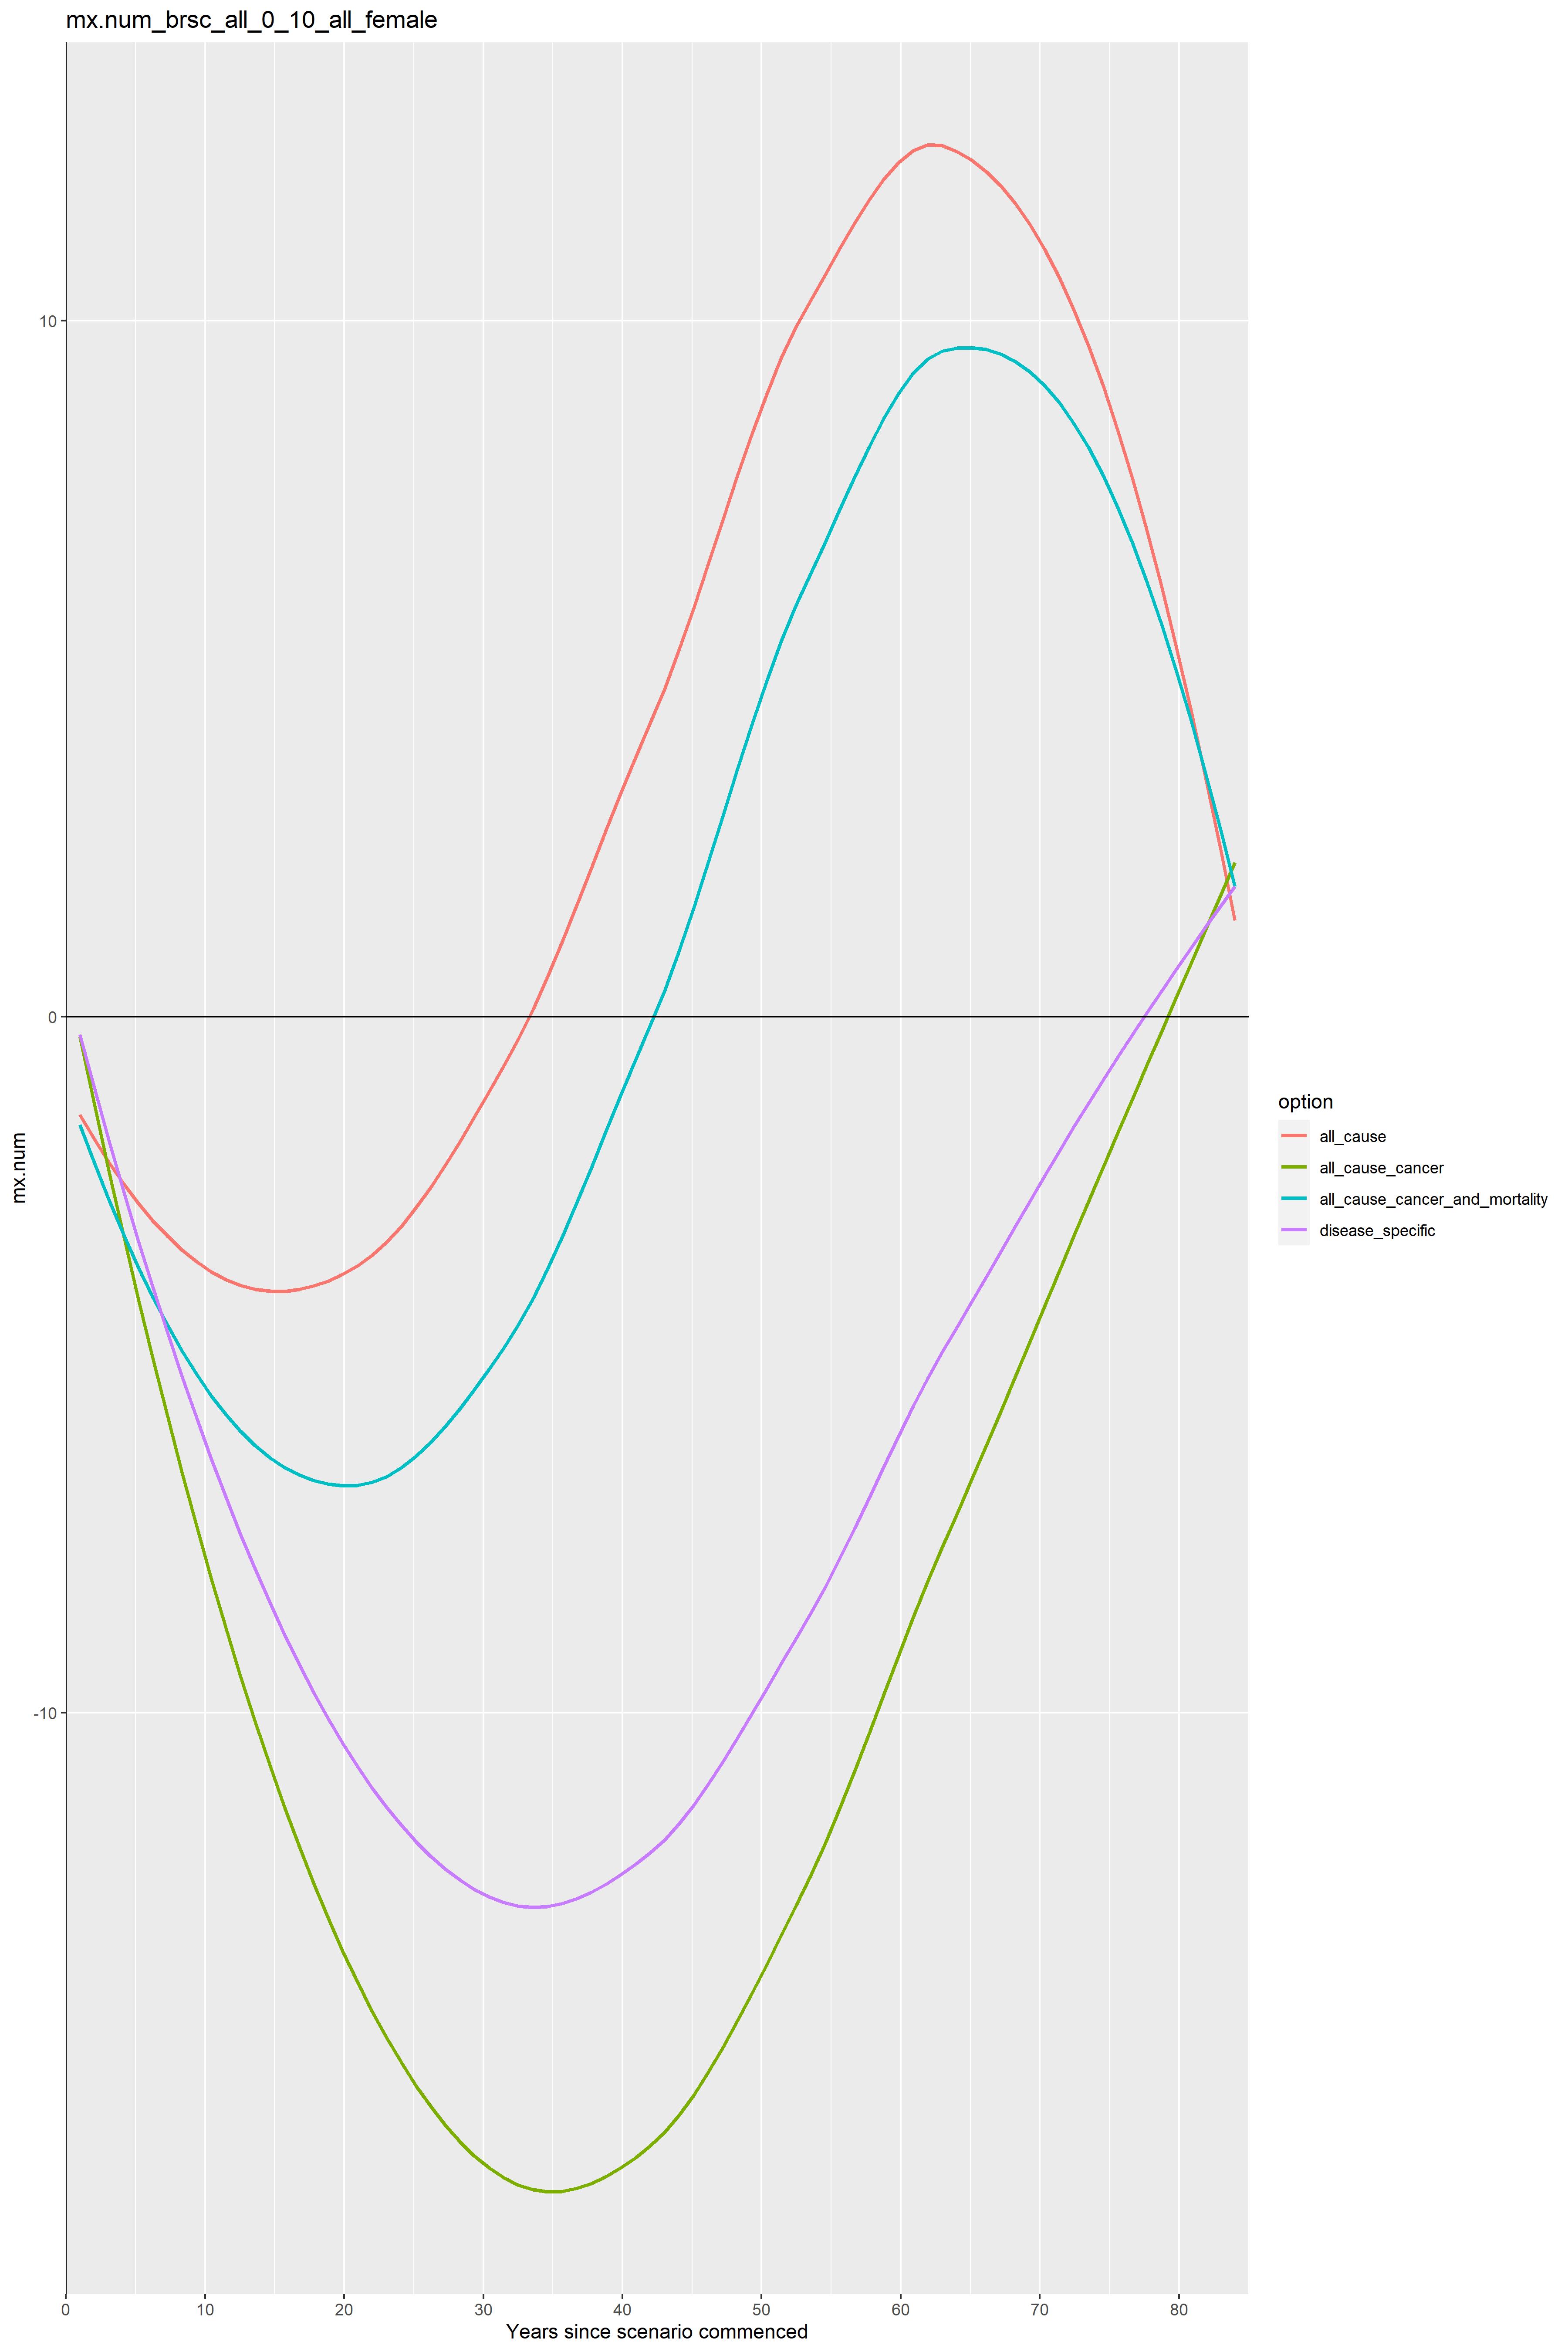 mx.num_brsc_all_0_10_all_female
10
0
-10
mx.num
0 10 20 30 40 50 60 70 80
Years since scenario commenced
option
all_cause
all_cause_cancer
all_cause_cancer_and_mortality
disease_specific